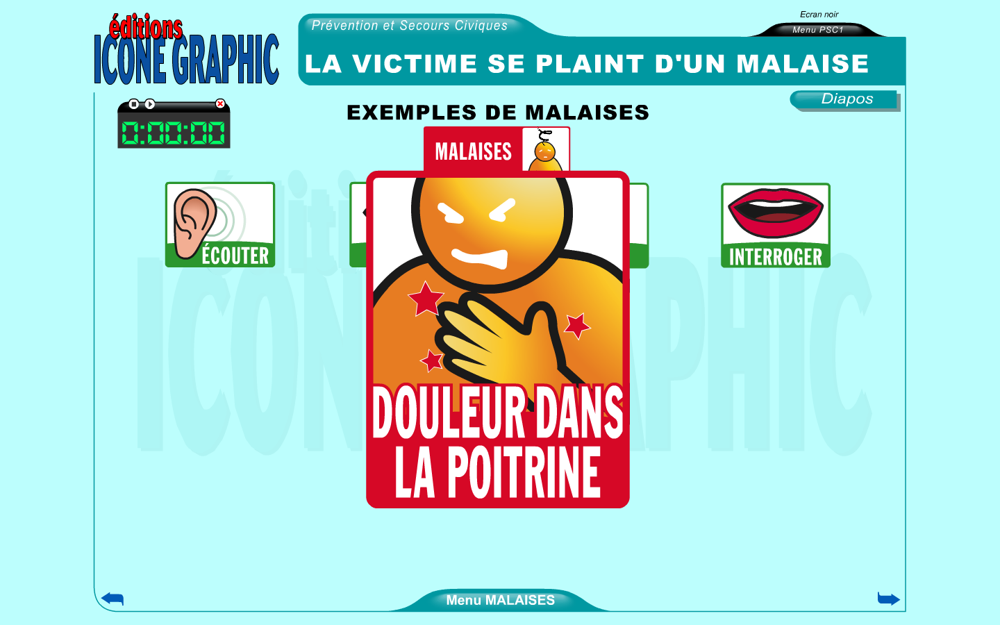 éditions
ICONE GRAPHIC
Prévention et Secours Civiques
Ecran noir
Menu PSC1
LA VICTIME SE PLAINT D'UN MALAISE
Diapos
0:00:00
EXEMPLES DE MALAISES
MALAISES
ÉCOUTER
INTERROGER
DOULEUR DANS
LA POITRINE
Menu MALAISES